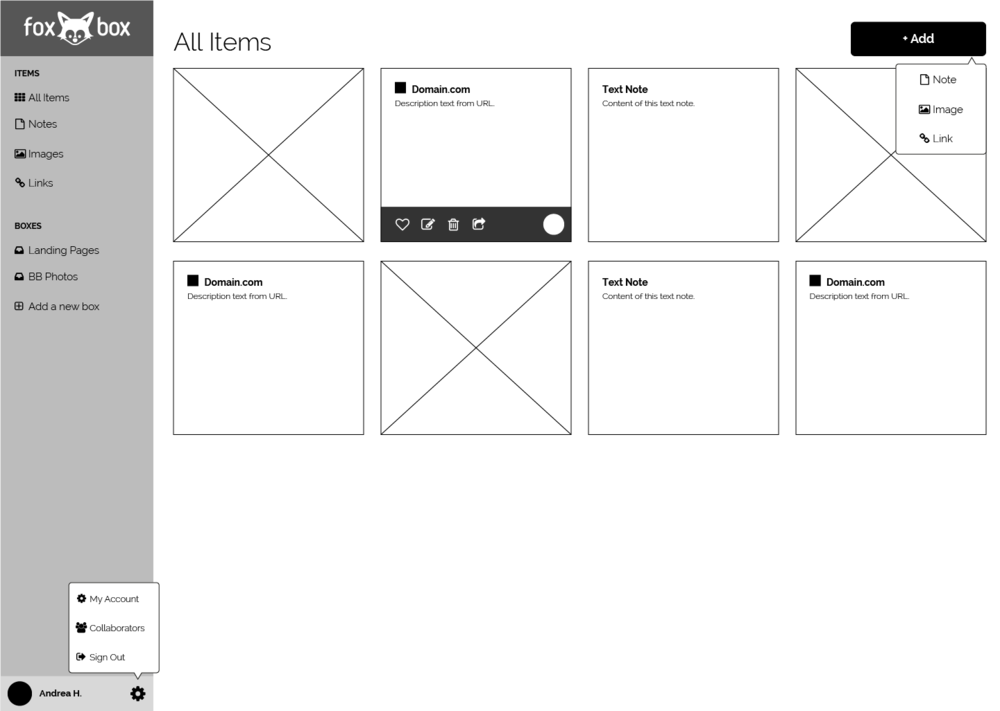 fox box
ITEMS
All Items
Notes
Images
Links
BOXES
Landing Pages
BB Photos
Add a new box
My Account
Collaborators
Sign Out
Andrea H.
All Items
+ Add
Note
Image
Link
Domain.com
Description text from URL.
Text Note
Content of this text note.
Domain.com
Description text from URL.
Text Note
Content of this text note.
Domain.com
Description text from URL.